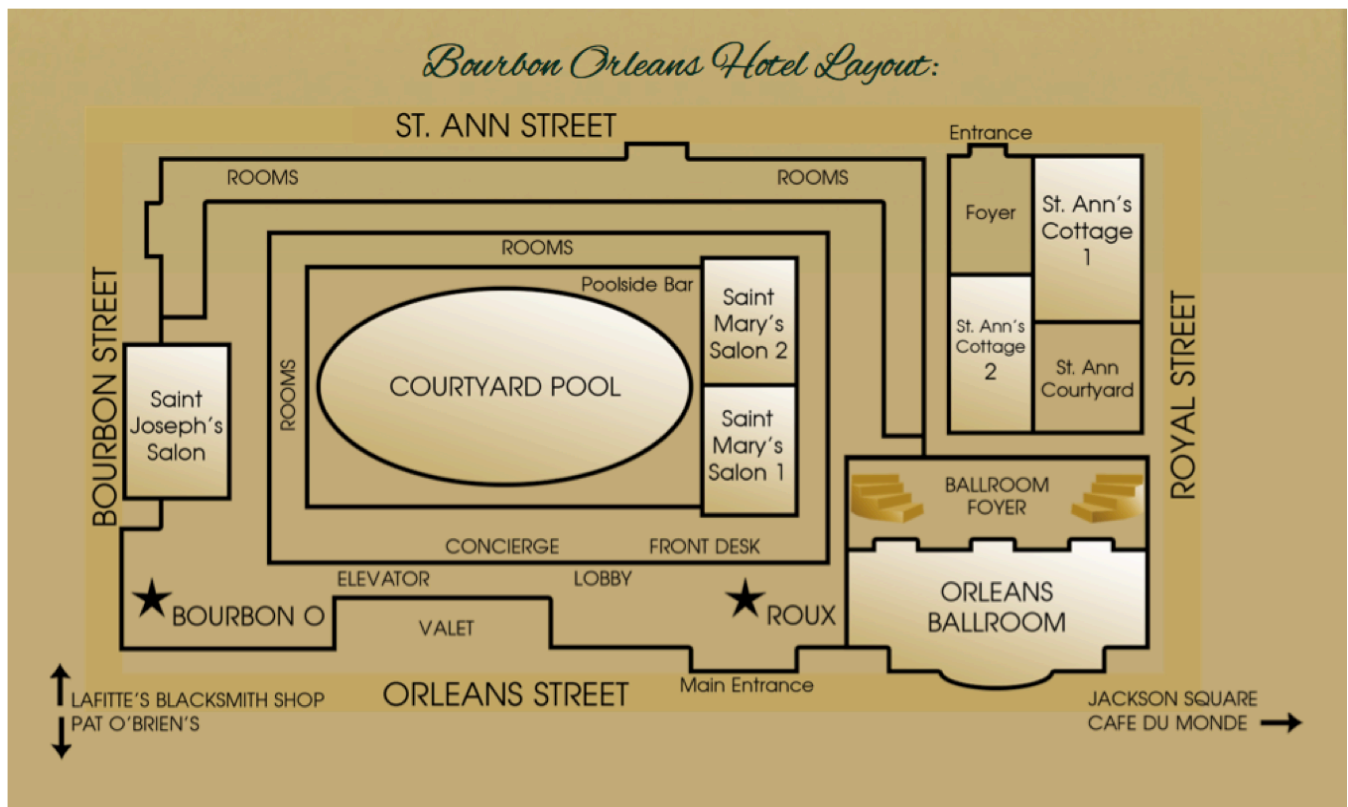 Bourbon Orleans Hotel Layout:
ST. ANN STREET
Entrance
ROOMS
ROOMS
Foyer
St. Ann's
Cottage
1
ROOMS
Poolside Bar
Saint
Mary's
Salon 2
St. Ann's
Cottage
2
St. Ann
Courtyard
BOURBON STREET
Saint
Joseph's
Salon
ROOMS
COURTYARD POOL
Saint
Mary's
Salon 1
ROYAL STREET
BALLROOM
FOYER
CONCIERGE
FRONT DESK
ELEVATOR
LOBBY
ORLEANS
BALLROOM
BOURBON O
VALET
ROUX
Main Entrance
ORLEANS STREET
LAFITTE'S BLACKSMITH SHOP
PAT O'BRIEN'S
JACKSON SQUARE
CAFE DU MONDE